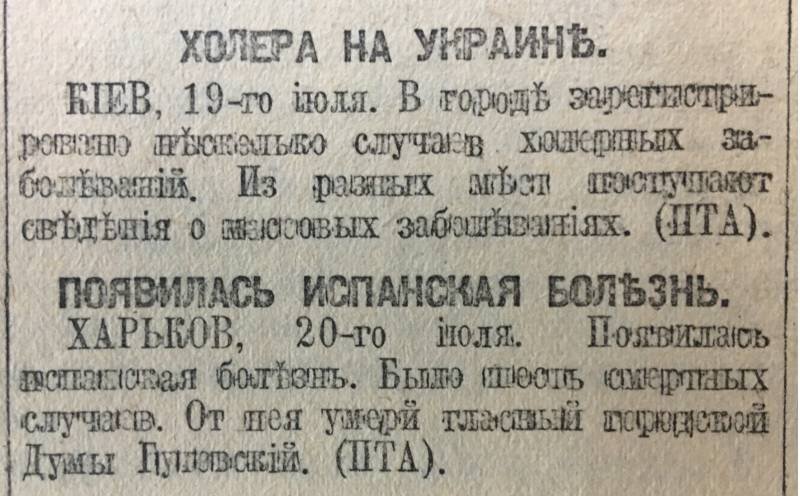 ХОЛЕРА НА УКРАИНѢ.
КІЕВ, 19-го іюля. В городѣ зарегистри-
ровано нѣсколько случаев холерных за-
болѣваній. Из разных мѣст поступают
свѣдѣнія о массовых заболѣваніях. (ПТА).
ПОЯВИЛАСЬ ИСПАНСКАЯ БОЛѢЗНЬ.
ХАРЬКОВ, 20-го іюля. Появилась
испанская болѣзнь. Было шесть смертных
случаев. От нея умер гласный городской
Думы (ПТА).